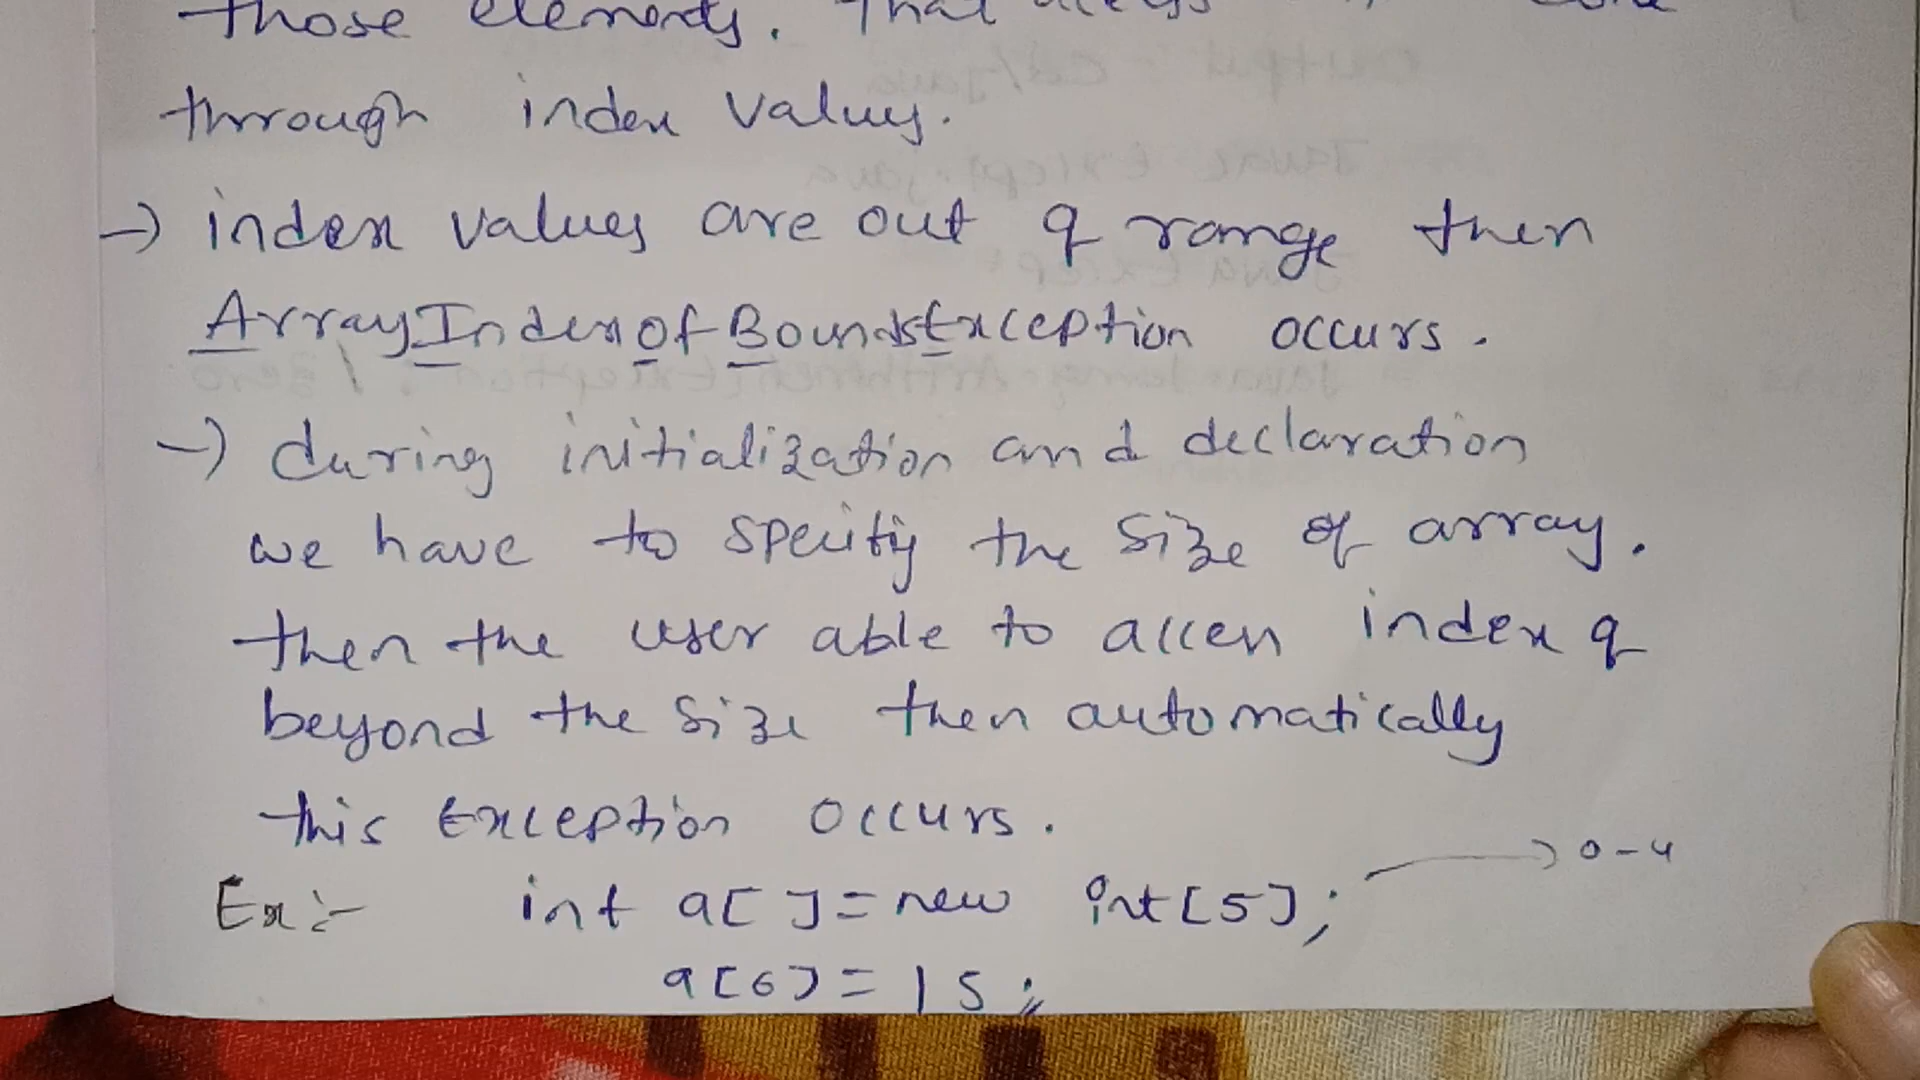 those elements. That
through index values.
→ index values are out of range then
ArrayIndexOfBoundsException occurs.
→ during initialization and declaration
we have to specify the size of array.
then the user able to access index of
beyond the size then automatically
this Exception occurs.
Ex:- int a[ ] = new int[5]; → 0-4
a[6] = 15;